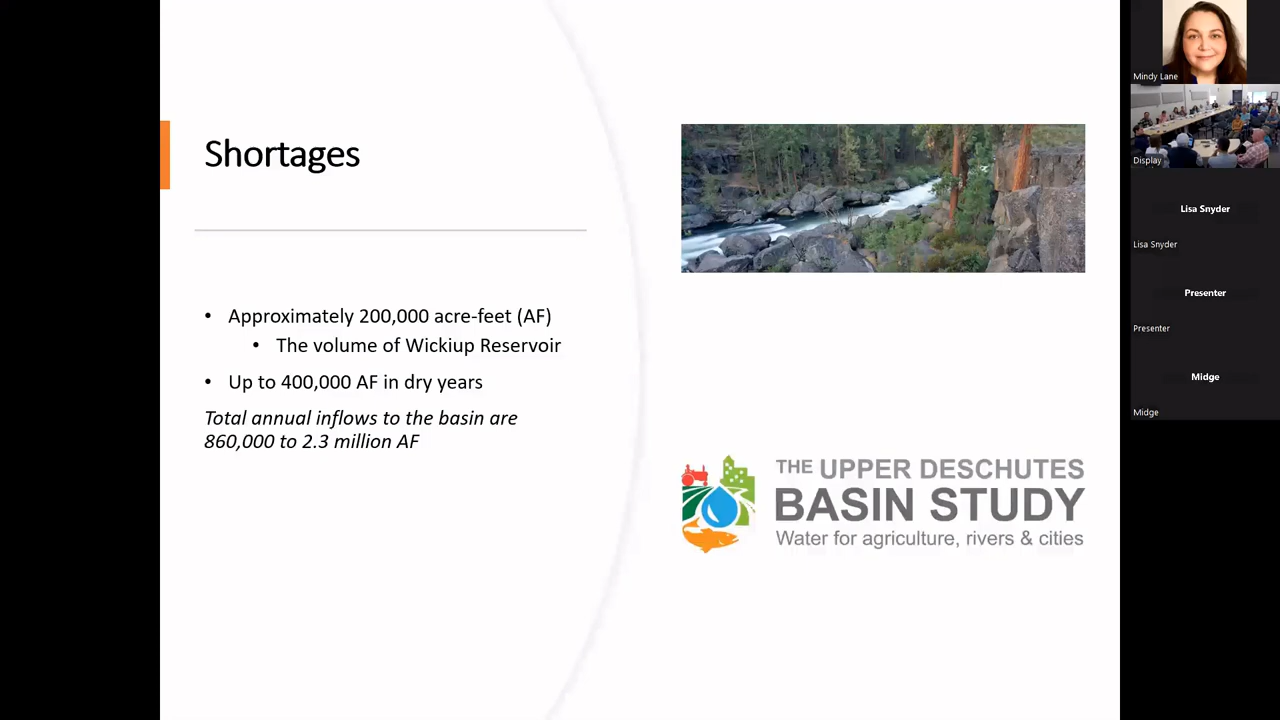 Shortages
• Approximately 200,000 acre-feet (AF)
• The volume of Wickiup Reservoir
• Up to 400,000 AF in dry years
Total annual inflows to the basin are
860,000 to 2.3 million AF
THE UPPER DESCHUTES
BASIN STUDY
Water for agriculture, rivers & cities
Mindy Lane
Display
Lisa Snyder
Lisa Snyder
Presenter
Presenter
Midge
Midge